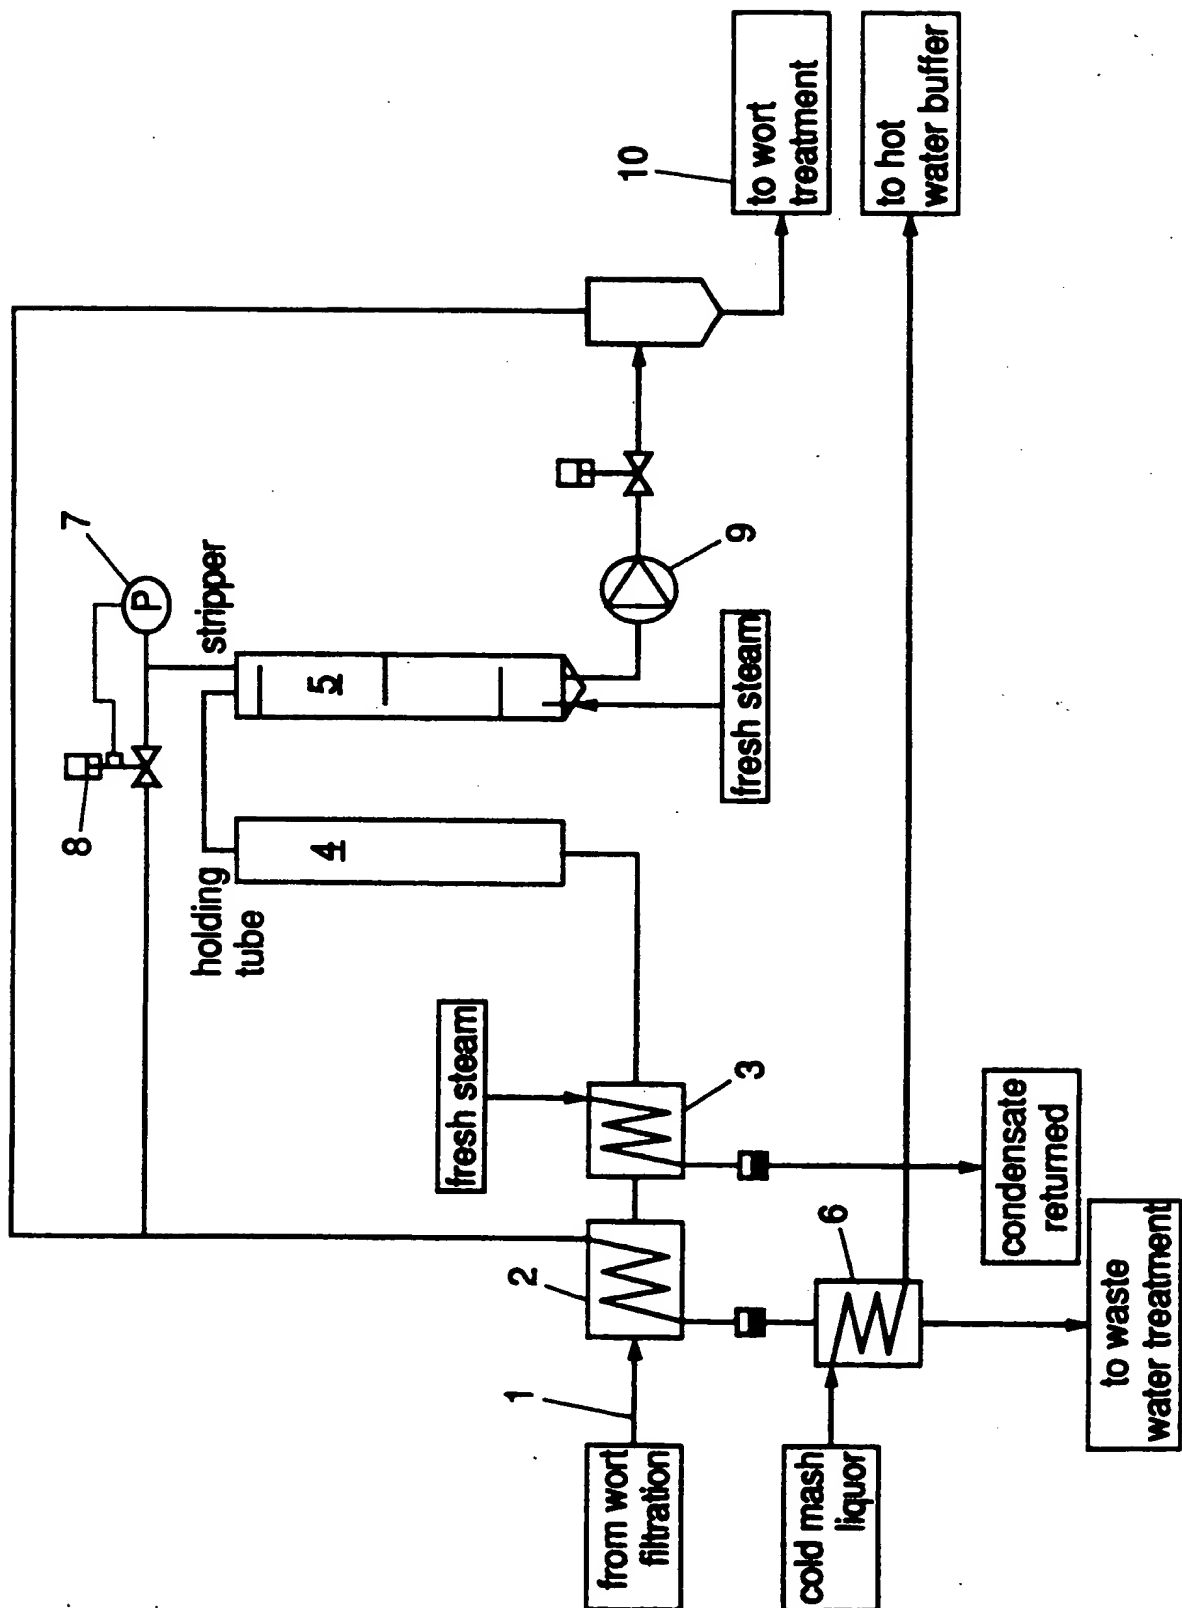 7
P
stripper
8
5
holding
tube
4
fresh steam
9
fresh steam
10
to wort
treatment
to hot
water buffer
3
2
1
6
from wort
filtration
cold mash
liquor
condensate
returned
to waste
water treatment